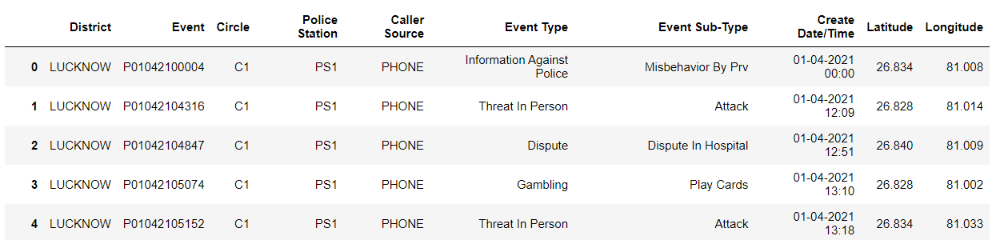 District Event Circle Police Station Caller Source Event Type Event Sub-Type Create Date/Time Latitude Longitude
0 LUCKNOW P01042100004 C1 PS1 PHONE Information Against Police Misbehavior By Prv 01-04-2021 00:00 26.834 81.008
1 LUCKNOW P01042104316 C1 PS1 PHONE Threat In Person Attack 01-04-2021 12:09 26.828 81.014
2 LUCKNOW P01042104847 C1 PS1 PHONE Dispute Dispute In Hospital 01-04-2021 12:51 26.840 81.009
3 LUCKNOW P01042105074 C1 PS1 PHONE Gambling Play Cards 01-04-2021 13:10 26.828 81.002
4 LUCKNOW P01042105152 C1 PS1 PHONE Threat In Person Attack 01-04-2021 13:18 26.834 81.033